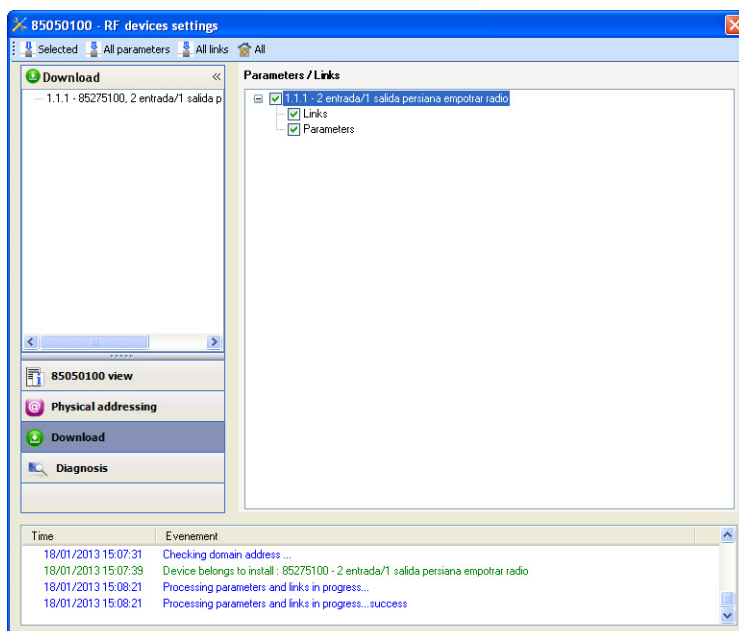 85050100 - RF devices settings
Selected All parameters All links All
Download «
1.1.1 - 85275100, 2 entrada/1 salida p
85050100 view
Physical addressing
Download
Diagnosis
Parameters / Links
1.1.1 - 2 entrada/1 salida persiana empotrar radio
Links
Parameters
Time Evenement
18/01/2013 15:07:31 Checking domain address ...
18/01/2013 15:07:39 Device belongs to install : 85275100 - 2 entrada/1 salida persiana empotrar radio
18/01/2013 15:08:21 Processing parameters and links in progress...
18/01/2013 15:08:21 Processing parameters and links in progress...success